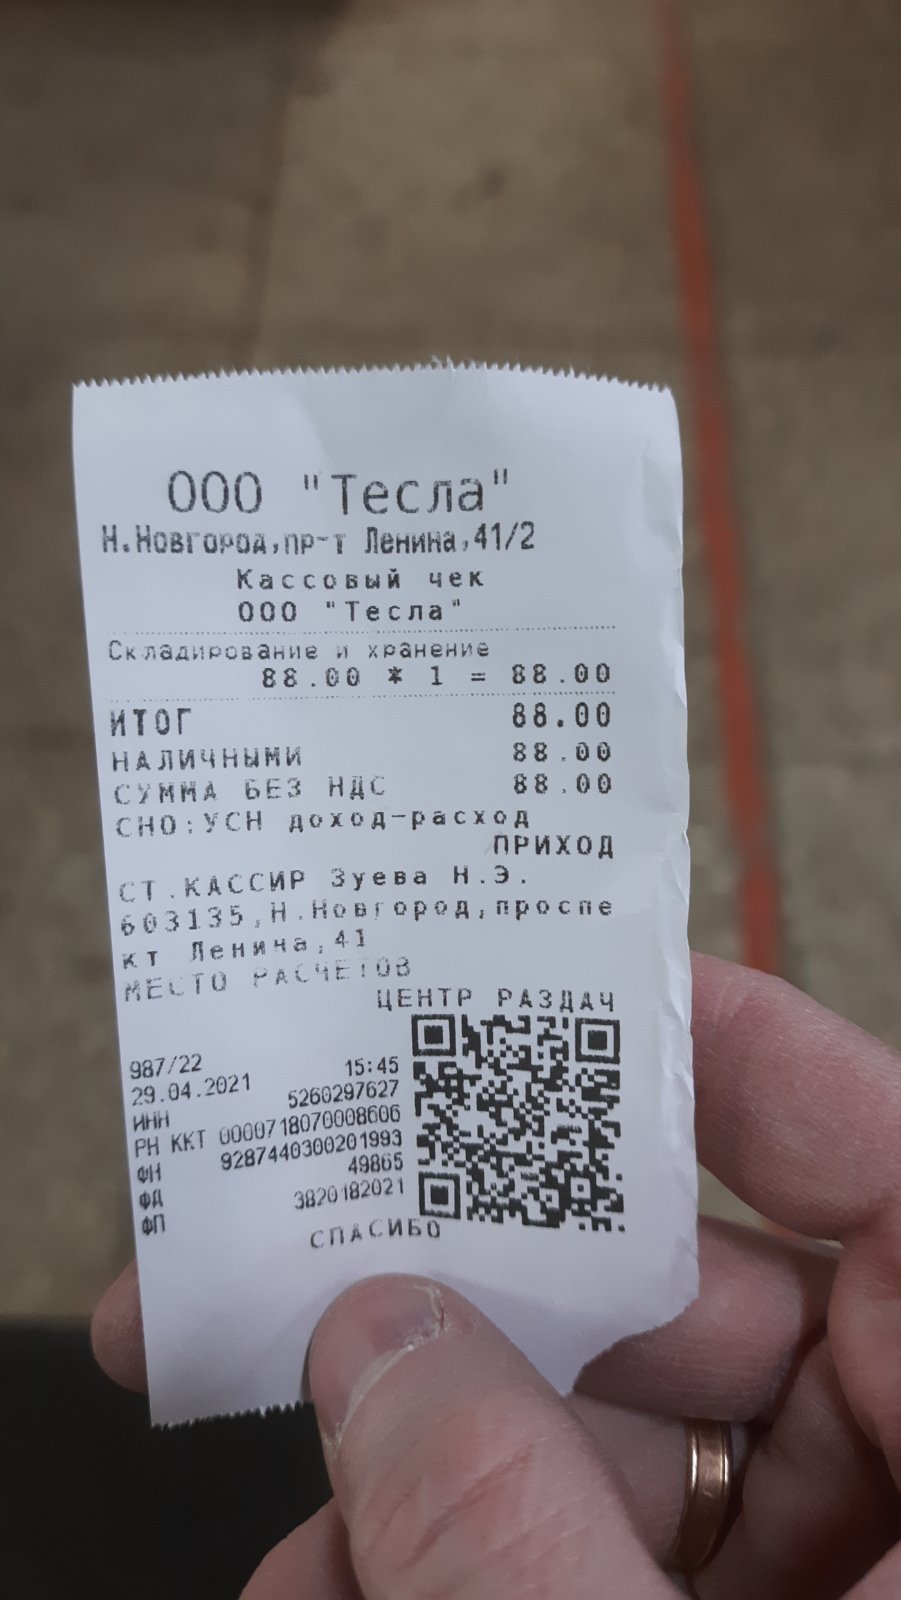 ООО "Тесла"
Н.Новгород,пр-т Ленина,41/2
Кассовый чек
ООО "Тесла"
Складирование и хранение
88.00 * 1 = 88.00
ИТОГ 88.00
НАЛИЧНЫМИ 88.00
СУММА БЕЗ НДС 88.00
СНО:УСН доход-расход
ПРИХОД
СТ.КАССИР Зуева Н.Э.
603135,Н.Новгород,проспе
кт Ленина,41
МЕСТО РАСЧЕТОВ
ЦЕНТР РАЗДАЧ
987/22
29.04.2021 15:45
ИНН 5260297627
РН ККТ 0000718070008606
ФН 9287440300201993
ФД 49865
ФП 3820182021
СПАСИБО